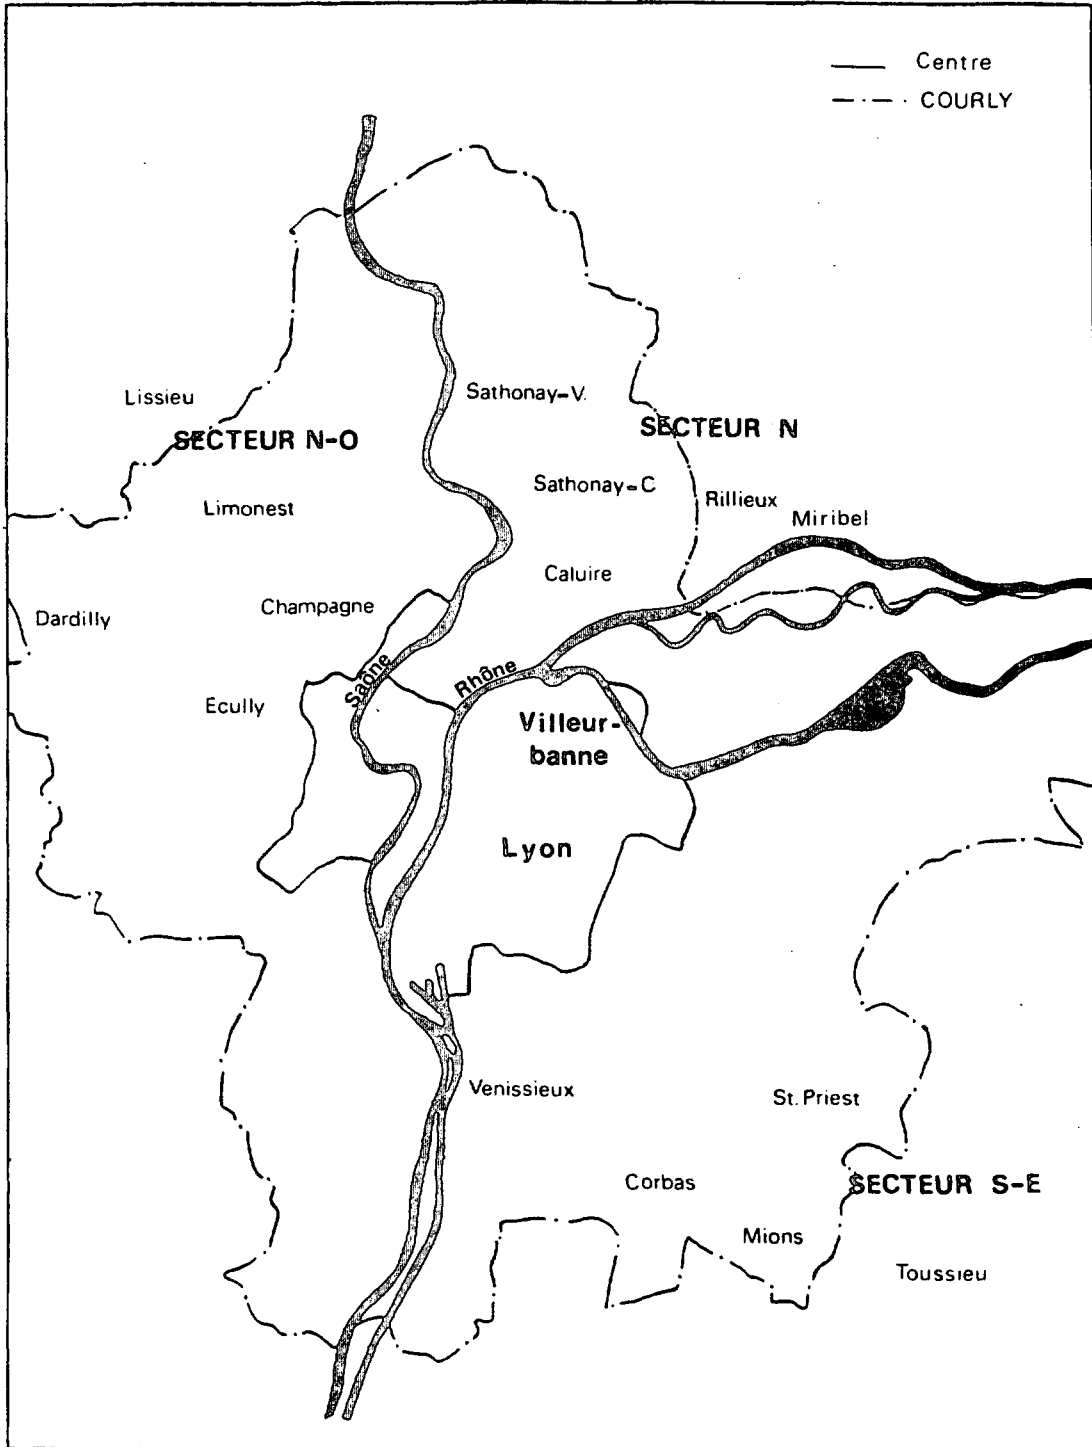 Centre
COURLY
Lissieu
Sathonay-V.
SECTEUR N-O
SECTEUR N
Limonest
Sathonay-C
Rillieux
Miribel
Caluire
Champagne
Dardilly
Saône
Rhône
Ecully
Villeur-
banne
Lyon
Venissieux
St. Priest
Corbas
SECTEUR S-E
Mions
Toussieu